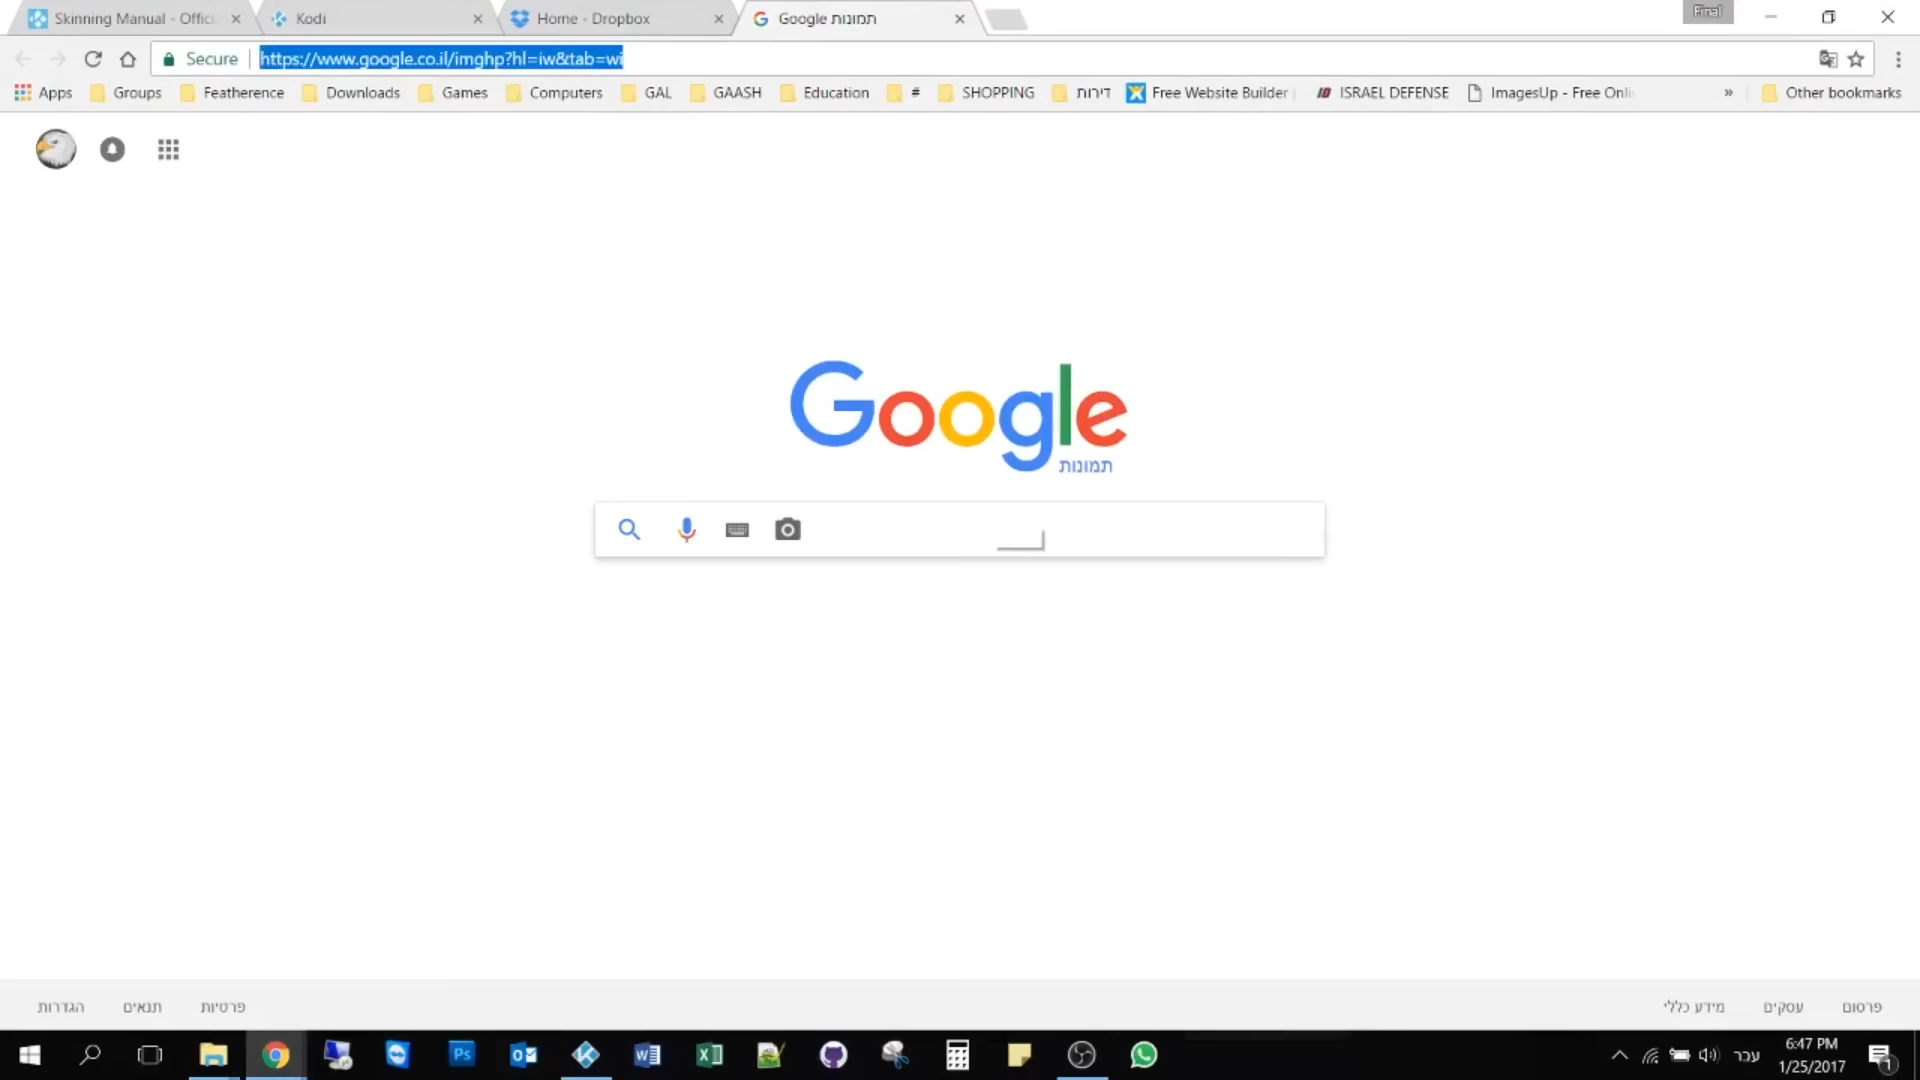 Skinning Manual - Offici
Kodi
Home - Dropbox
Google תמונות
Final
Secure
https://www.google.co.il/imghp?hl=iw&tab=wi
Apps
Groups
Featherence
Downloads
Games
Computers
GAL
GAASH
Education
#
SHOPPING
דירות
Free Website Builder
ISRAEL DEFENSE
ImagesUp - Free Onli
»
Other bookmarks
Google
תמונות
הגדרות
תנאים
פרטיות
מידע כללי
עסקים
פרסום
Ps
עבר
6:47 PM
1/25/2017
1